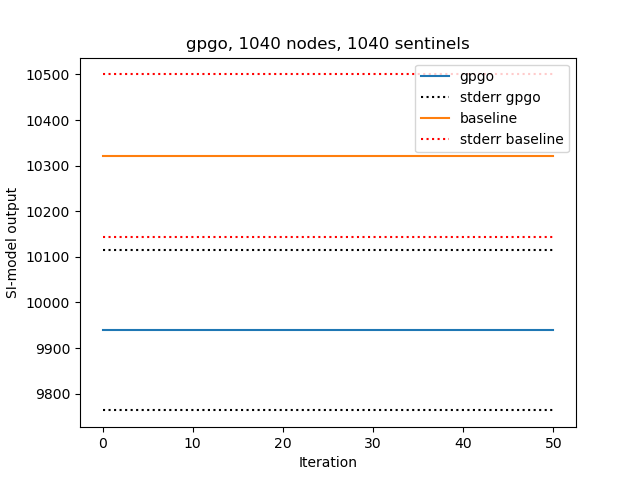 gpgo, 1040 nodes, 1040 sentinels
10500
10400
10300
10200
10100
10000
9900
9800
SI-model output
gpgo
stderr gpgo
baseline
stderr baseline
0 10 20 30 40 50
Iteration